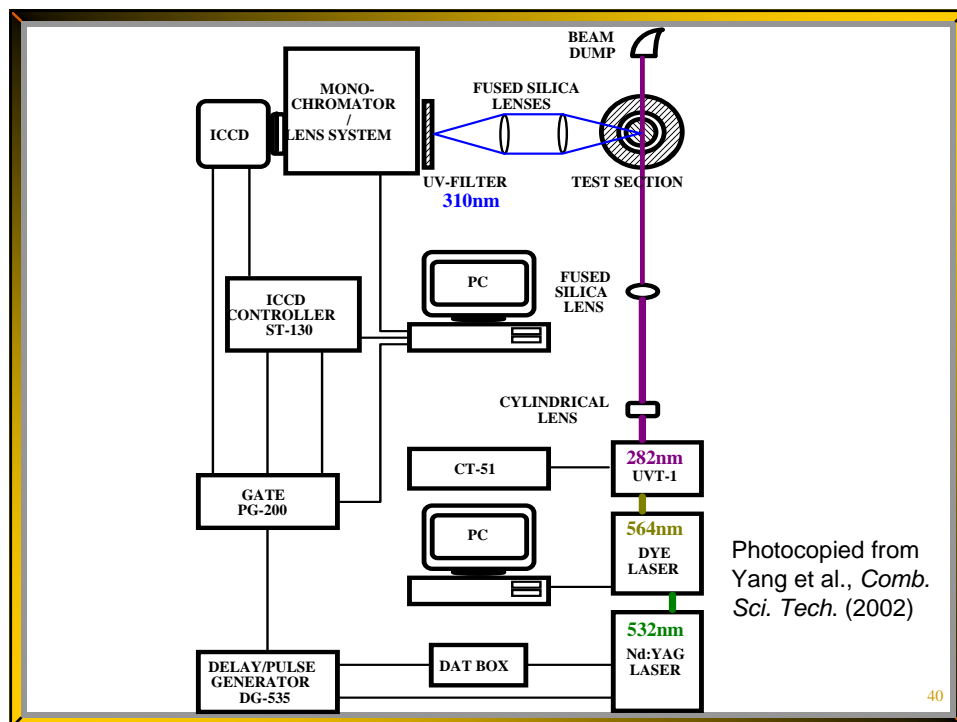 BEAM
DUMP
MONO-
CHROMATOR
/
LENS SYSTEM
FUSED SILICA
LENSES
ICCD
UV-FILTER
310nm
TEST SECTION
PC
FUSED
SILICA
LENS
ICCD
CONTROLLER
ST-130
CYLINDRICAL
LENS
CT-51
282nm
UVT-1
GATE
PG-200
PC
564nm
DYE
LASER
Photocopied from
Yang et al., Comb.
Sci. Tech. (2002)
532nm
Nd:YAG
LASER
DAT BOX
DELAY/PULSE
GENERATOR
DG-535
40